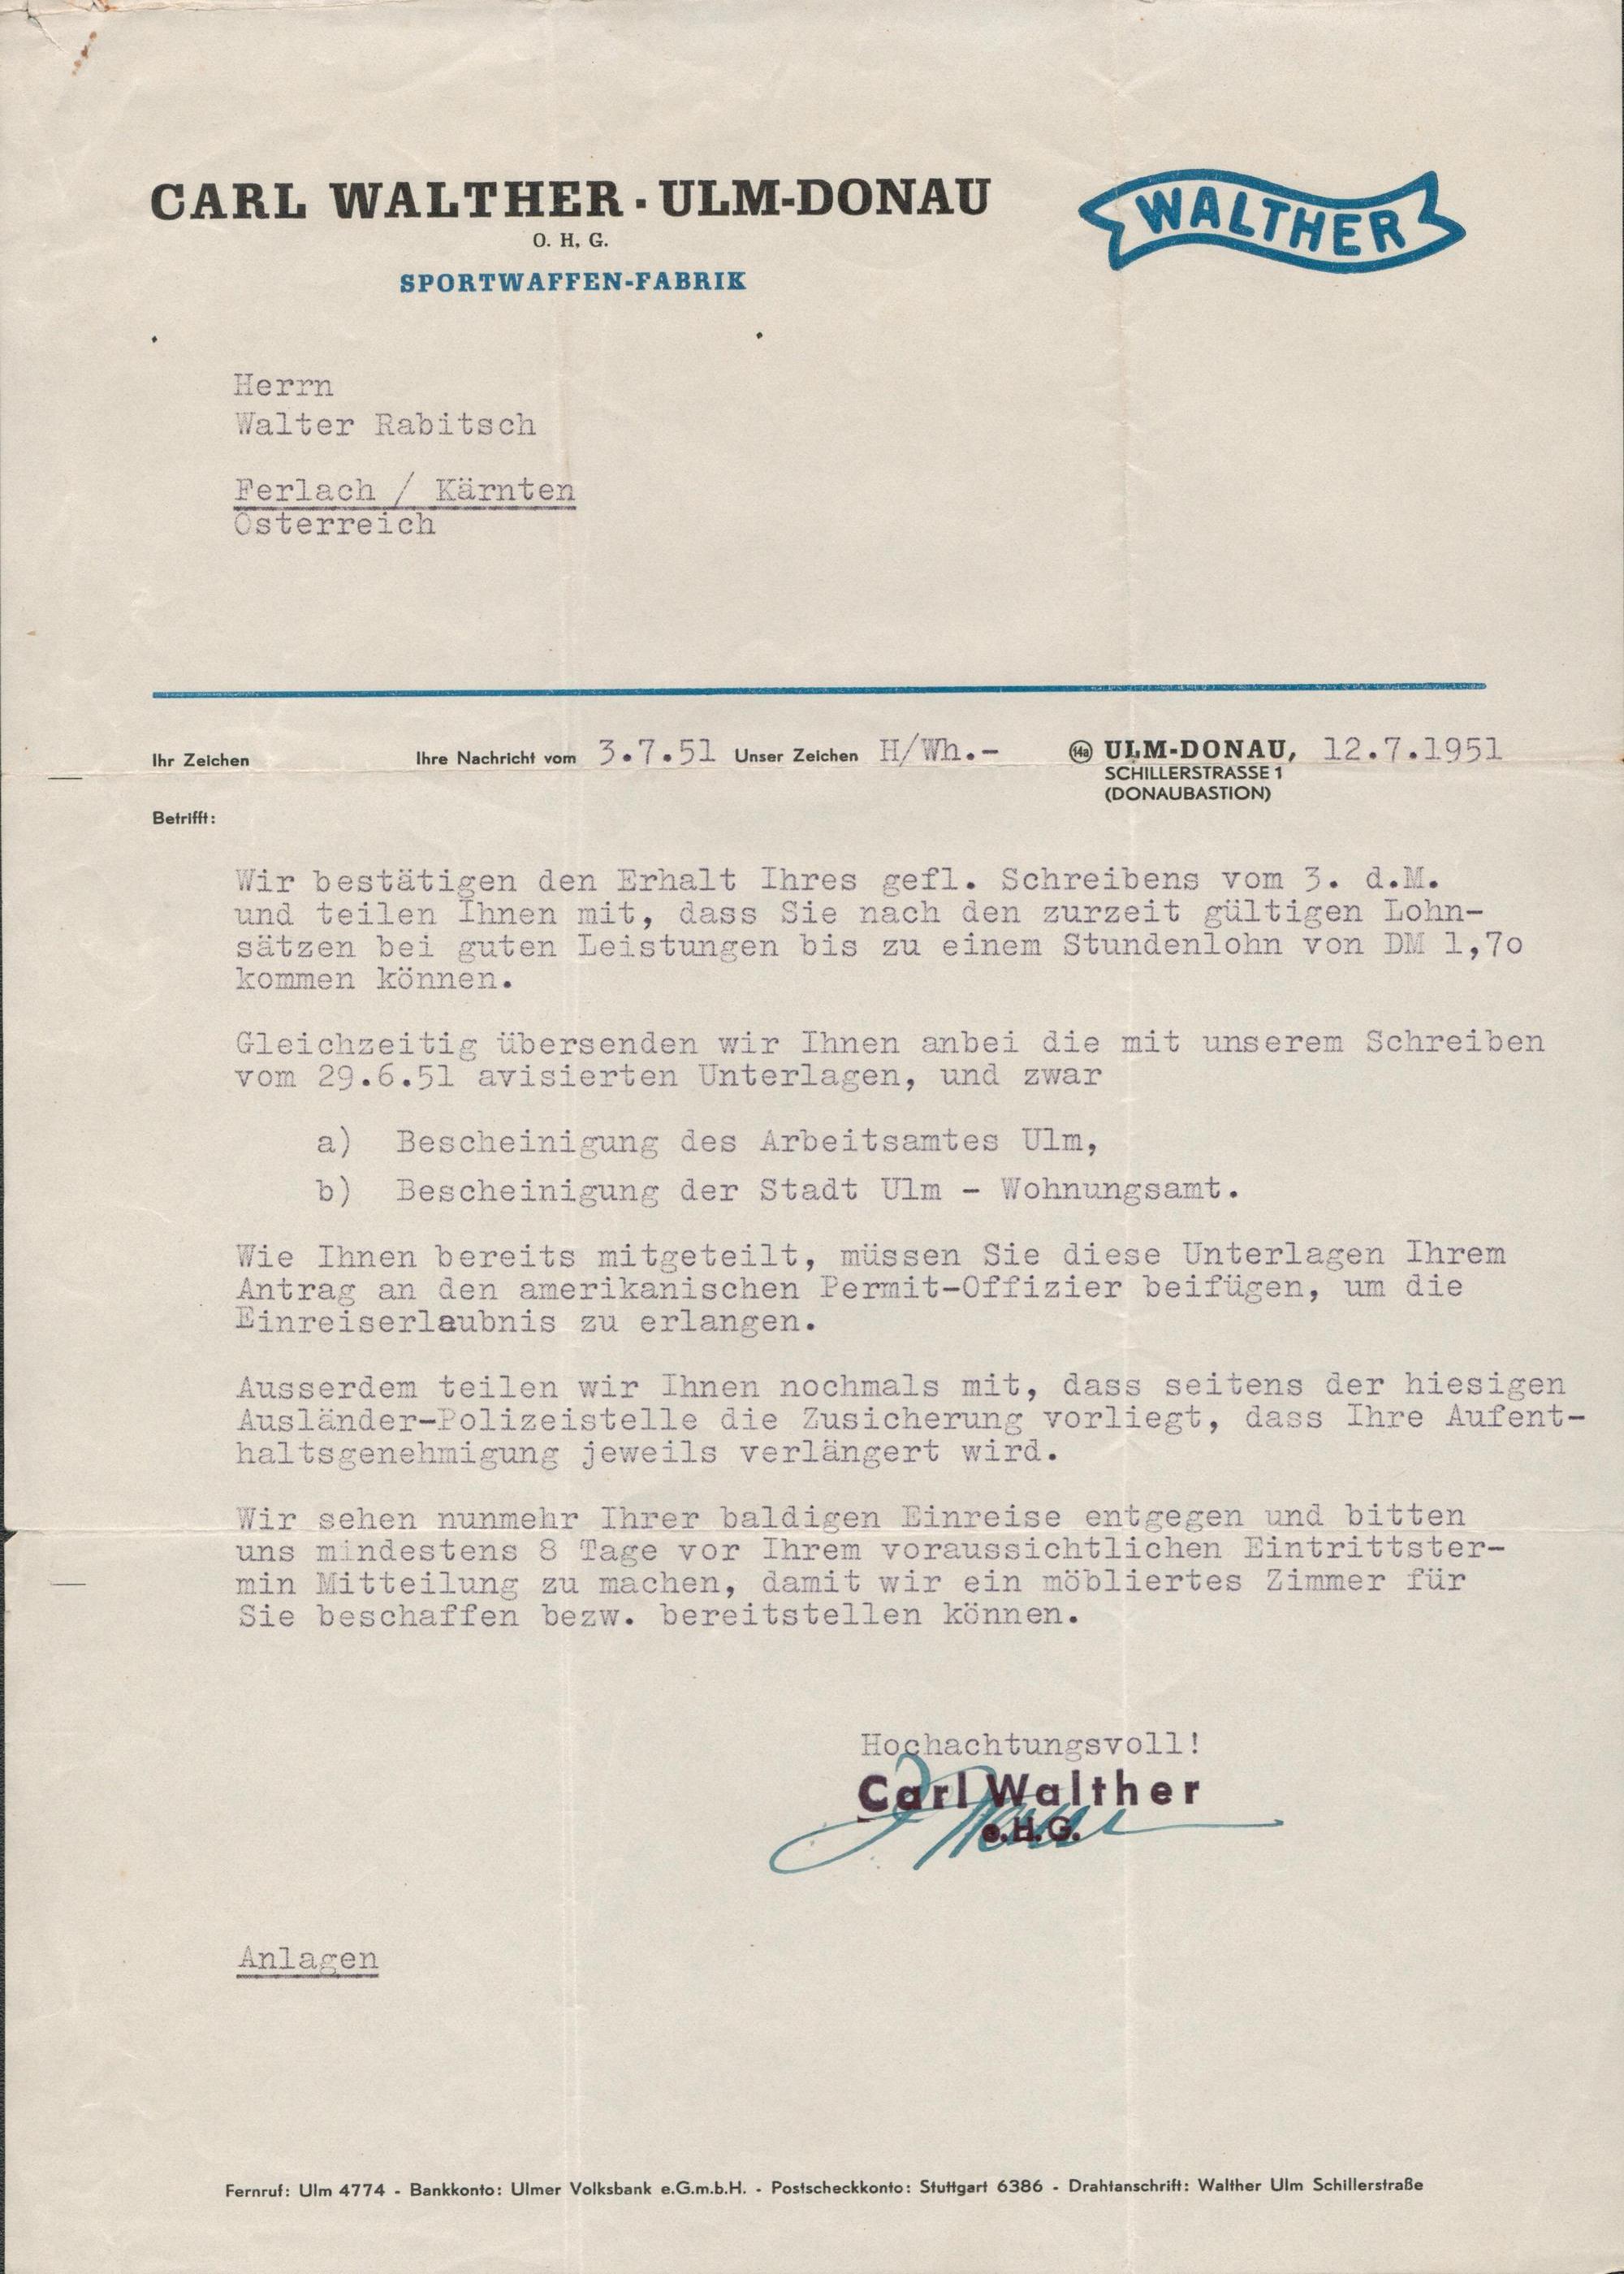 CARL WALTHER · ULM-DONAU
O. H. G.
SPORTWAFFEN-FABRIK
WALTHER
Herrn
Walter Rabitsch
Ferlach / Kärnten
Österreich
Ihr Zeichen Ihre Nachricht vom 3.7.51 Unser Zeichen H/Wh.- 14a ULM-DONAU, 12.7.1951
SCHILLERSTRASSE 1
(DONAUBASTION)
Betrifft:
Wir bestätigen den Erhalt Ihres gefl. Schreibens vom 3. d.M.
und teilen Ihnen mit, dass Sie nach den zurzeit gültigen Lohn-
sätzen bei guten Leistungen bis zu einem Stundenlohn von DM 1,70
kommen können.
Gleichzeitig übersenden wir Ihnen anbei die mit unserem Schreiben
vom 29.6.51 avisierten Unterlagen, und zwar
a) Bescheinigung des Arbeitsamtes Ulm,
b) Bescheinigung der Stadt Ulm - Wohnungsamt.
Wie Ihnen bereits mitgeteilt, müssen Sie diese Unterlagen Ihrem
Antrag an den amerikanischen Permit-Offizier beifügen, um die
Einreiserlaubnis zu erlangen.
Ausserdem teilen wir Ihnen nochmals mit, dass seitens der hiesigen
Ausländer-Polizeistelle die Zusicherung vorliegt, dass Ihre Aufent-
haltsgenehmigung jeweils verlängert wird.
Wir sehen nunmehr Ihrer baldigen Einreise entgegen und bitten
uns mindestens 8 Tage vor Ihrem voraussichtlichen Eintrittster-
min Mitteilung zu machen, damit wir ein möbliertes Zimmer für
Sie beschaffen bezw. bereitstellen können.
Hochachtungsvoll!
Carl Walther
o.H.G.
Anlagen
Fernruf: Ulm 4774 - Bankkonto: Ulmer Volksbank e.G.m.b.H. - Postscheckkonto: Stuttgart 6386 - Drahtanschrift: Walther Ulm Schillerstraße